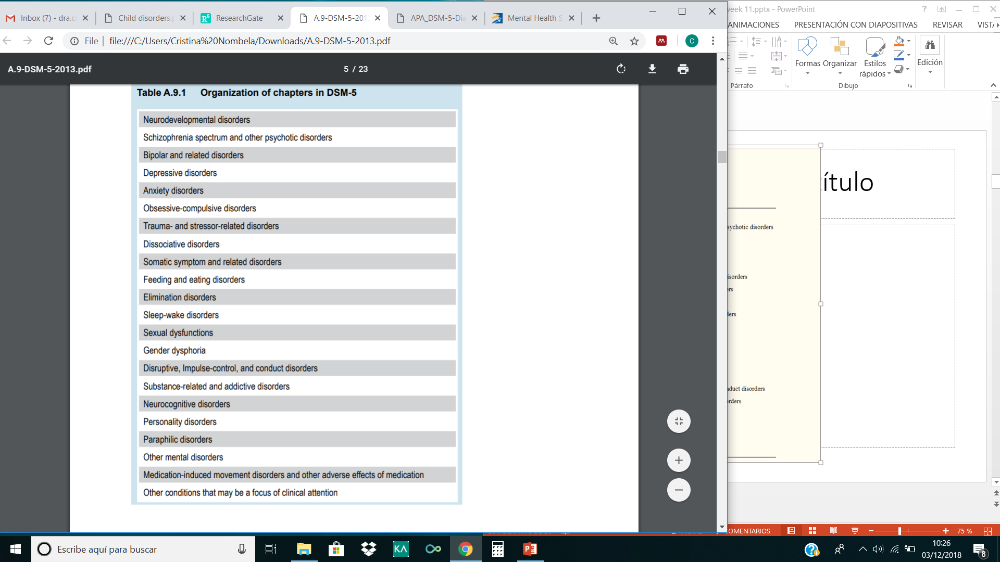 Inbox (7) - dra.c
Child disorders.p
ResearchGate
A.9-DSM-5-201
APA_DSM-5-Dia
Mental Health S
File
file:///C:/Users/Cristina%20Nombela/Downloads/A.9-DSM-5-2013.pdf
C
A.9-DSM-5-2013.pdf
5 / 23
Table A.9.1 Organization of chapters in DSM-5
Neurodevelopmental disorders
Schizophrenia spectrum and other psychotic disorders
Bipolar and related disorders
Depressive disorders
Anxiety disorders
Obsessive-compulsive disorders
Trauma- and stressor-related disorders
Dissociative disorders
Somatic symptom and related disorders
Feeding and eating disorders
Elimination disorders
Sleep-wake disorders
Sexual dysfunctions
Gender dysphoria
Disruptive, Impulse-control, and conduct disorders
Substance-related and addictive disorders
Neurocognitive disorders
Personality disorders
Paraphilic disorders
Other mental disorders
Medication-induced movement disorders and other adverse effects of medication
Other conditions that may be a focus of clinical attention
week 11.pptx - PowerPoint
ANIMACIONES
PRESENTACIÓN CON DIAPOSITIVAS
REVISAR
VISTA
Formas
Organizar
Estilos
rápidos
Edición
Párrafo
Dibujo
título
sychotic disorders
isorders
rs
ders
nduct disorders
orders
COMENTARIOS
75 %
Escribe aquí para buscar
10:26
03/12/2018
8